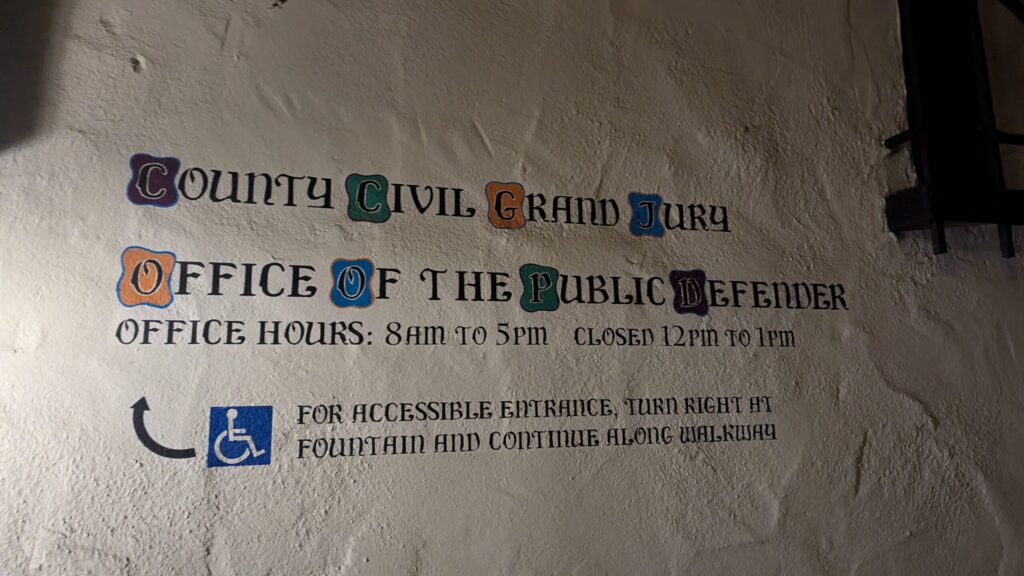 COUNTY CIVIL GRAND JURY
OFFICE OF THE PUBLIC DEFENDER
OFFICE HOURS: 8AM TO 5PM CLOSED 12PM TO 1PM
FOR ACCESSIBLE ENTRANCE, TURN RIGHT AT
FOUNTAIN AND CONTINUE ALONG WALKWAY